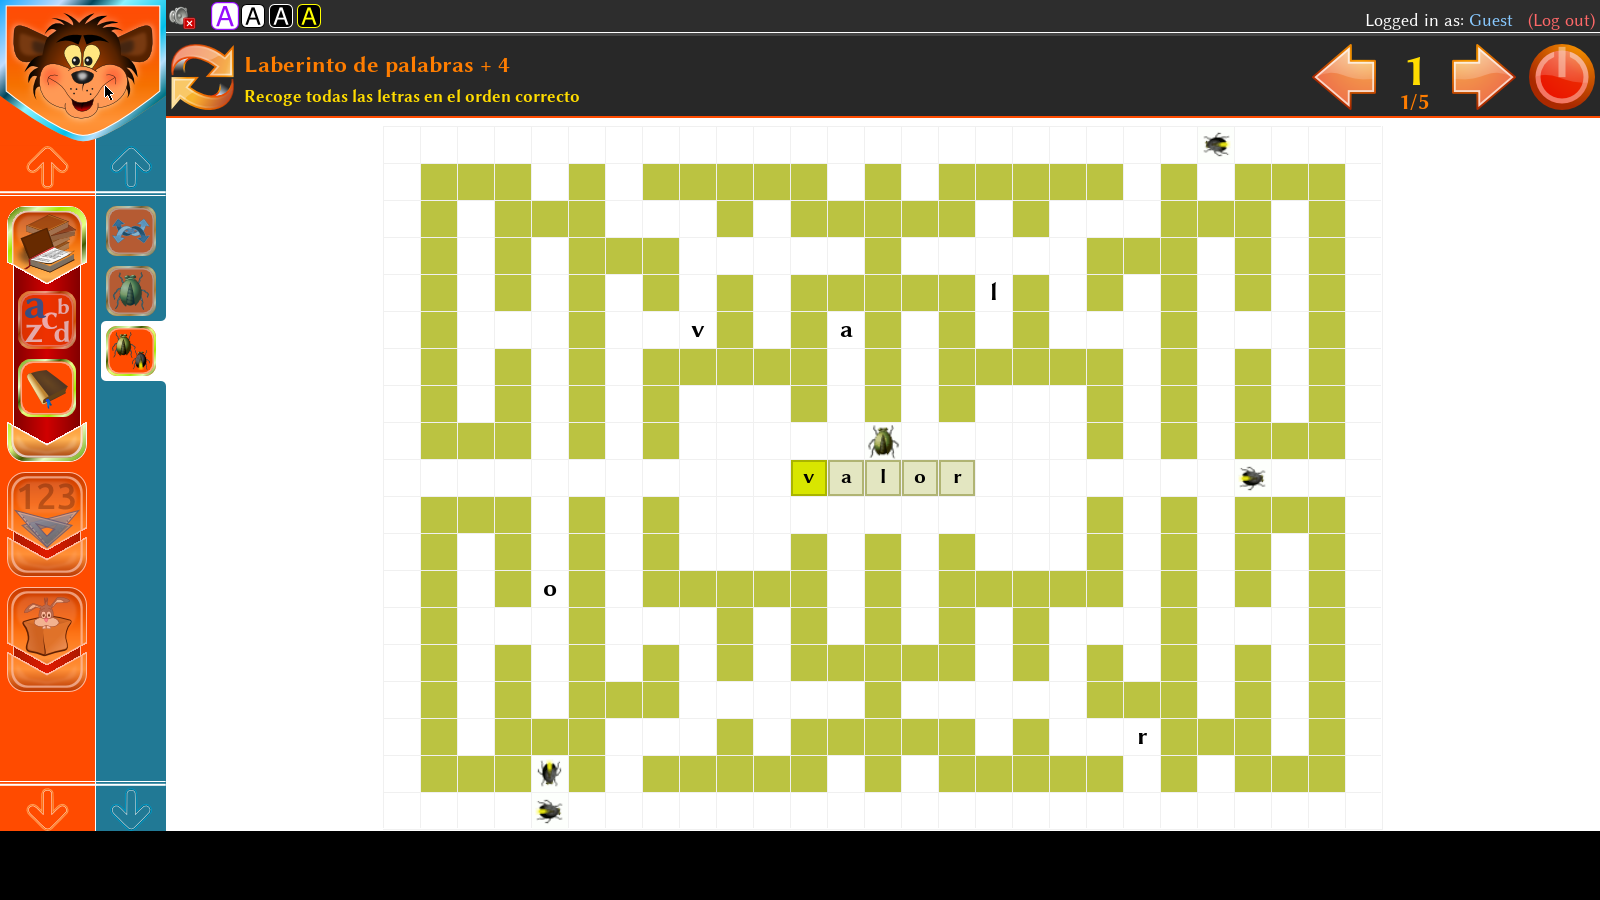 A A A A
Logged in as: Guest (Log out)
Laberinto de palabras + 4
Recoge todas las letras en el orden correcto
1
1/5
a b c z d
123
l
v a
v a l o r
o
r